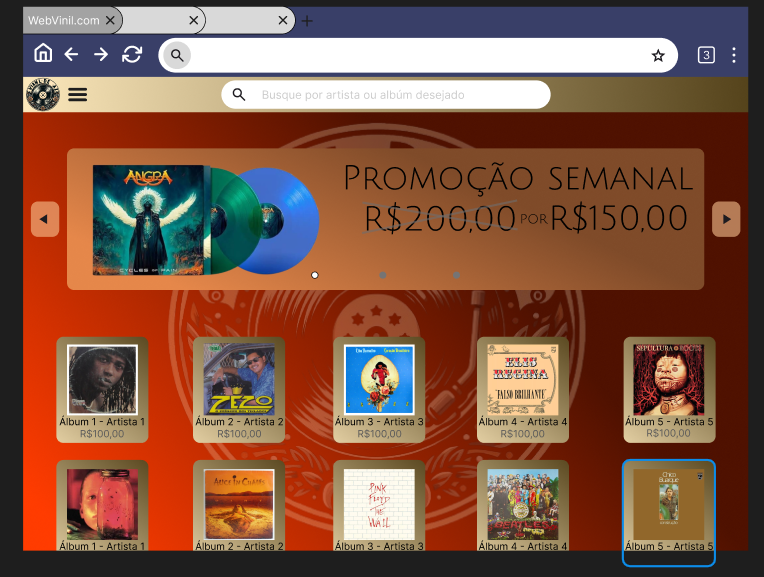 WebVinil.com
3
Busque por artista ou albúm desejado
ANGRA
CYCLES OF PAIN
PROMOÇÃO SEMANAL
R$200,00 POR R$150,00
ZEZO
ELIS REGINA
"FALSO BRILHANTE"
SEPULTURA ROOTS
Álbum 1 - Artista 1
Álbum 2 - Artista 2
Álbum 3 - Artista 3
Álbum 4 - Artista 4
Álbum 5 - Artista 5
R$100,00
R$100,00
R$100,00
R$100,00
R$100,00
ALICE IN CHAINS
PINK
FLOYD
THE
WALL
BEATLES
Chico
Buarque
Álbum 1 - Artista 1
Álbum 2 - Artista 2
Álbum 3 - Artista 3
Álbum 4 - Artista 4
Álbum 5 - Artista 5